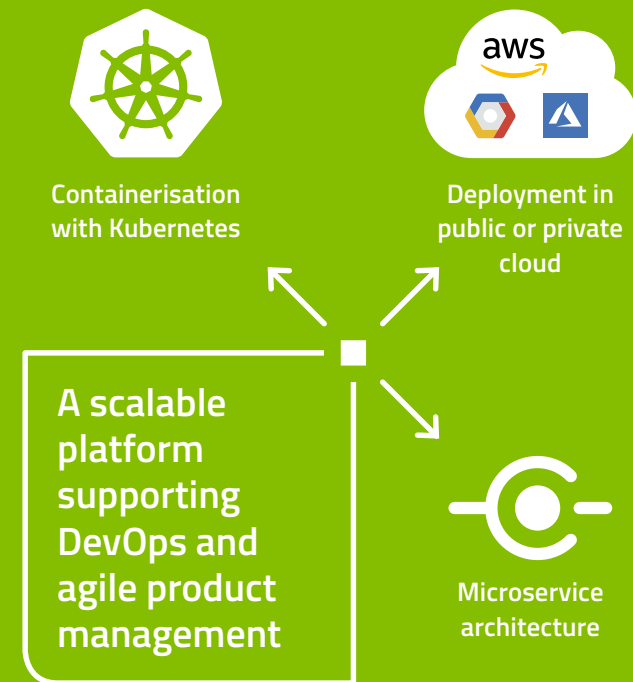 aws
Containerisation
with Kubernetes
Deployment in
public or private
cloud
A scalable
platform
supporting
DevOps and
agile product
management
Microservice
architecture